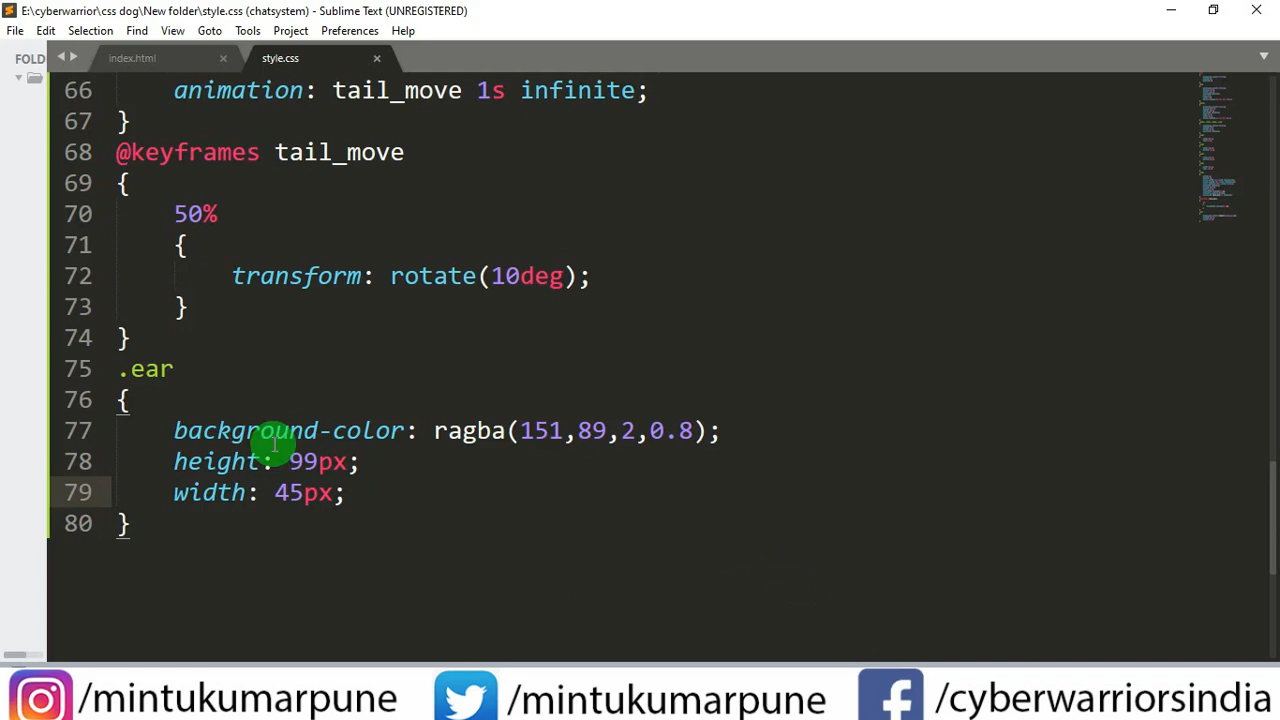 E:\cyberwarrior\css dog\New folder\style.css (chatsystem) - Sublime Text (UNREGISTERED)
File Edit Selection Find View Goto Tools Project Preferences Help
FOLD
index.html
style.css
66 animation: tail_move 1s infinite;
67 }
68 @keyframes tail_move
69 {
70 50%
71 {
72 transform: rotate(10deg);
73 }
74 }
75 .ear
76 {
77 background-color: ragba(151,89,2,0.8);
78 height: 99px;
79 width: 45px;
80 }
/mintukumarpune /mintukumarpune /cyberwarriorsindia